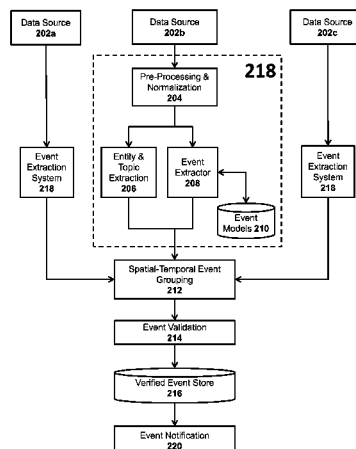 Data Source
202a
Data Source
202b
Data Source
202c
218
Pre-Processing &
Normalization
204
Event
Extraction
System
218
Entity &
Topic
Extraction
206
Event
Extractor
208
Event
Models 210
Event
Extraction
System
218
Spatial-Temporal Event
Grouping
212
Event Validation
214
Verified Event Store
216
Event Notification
220